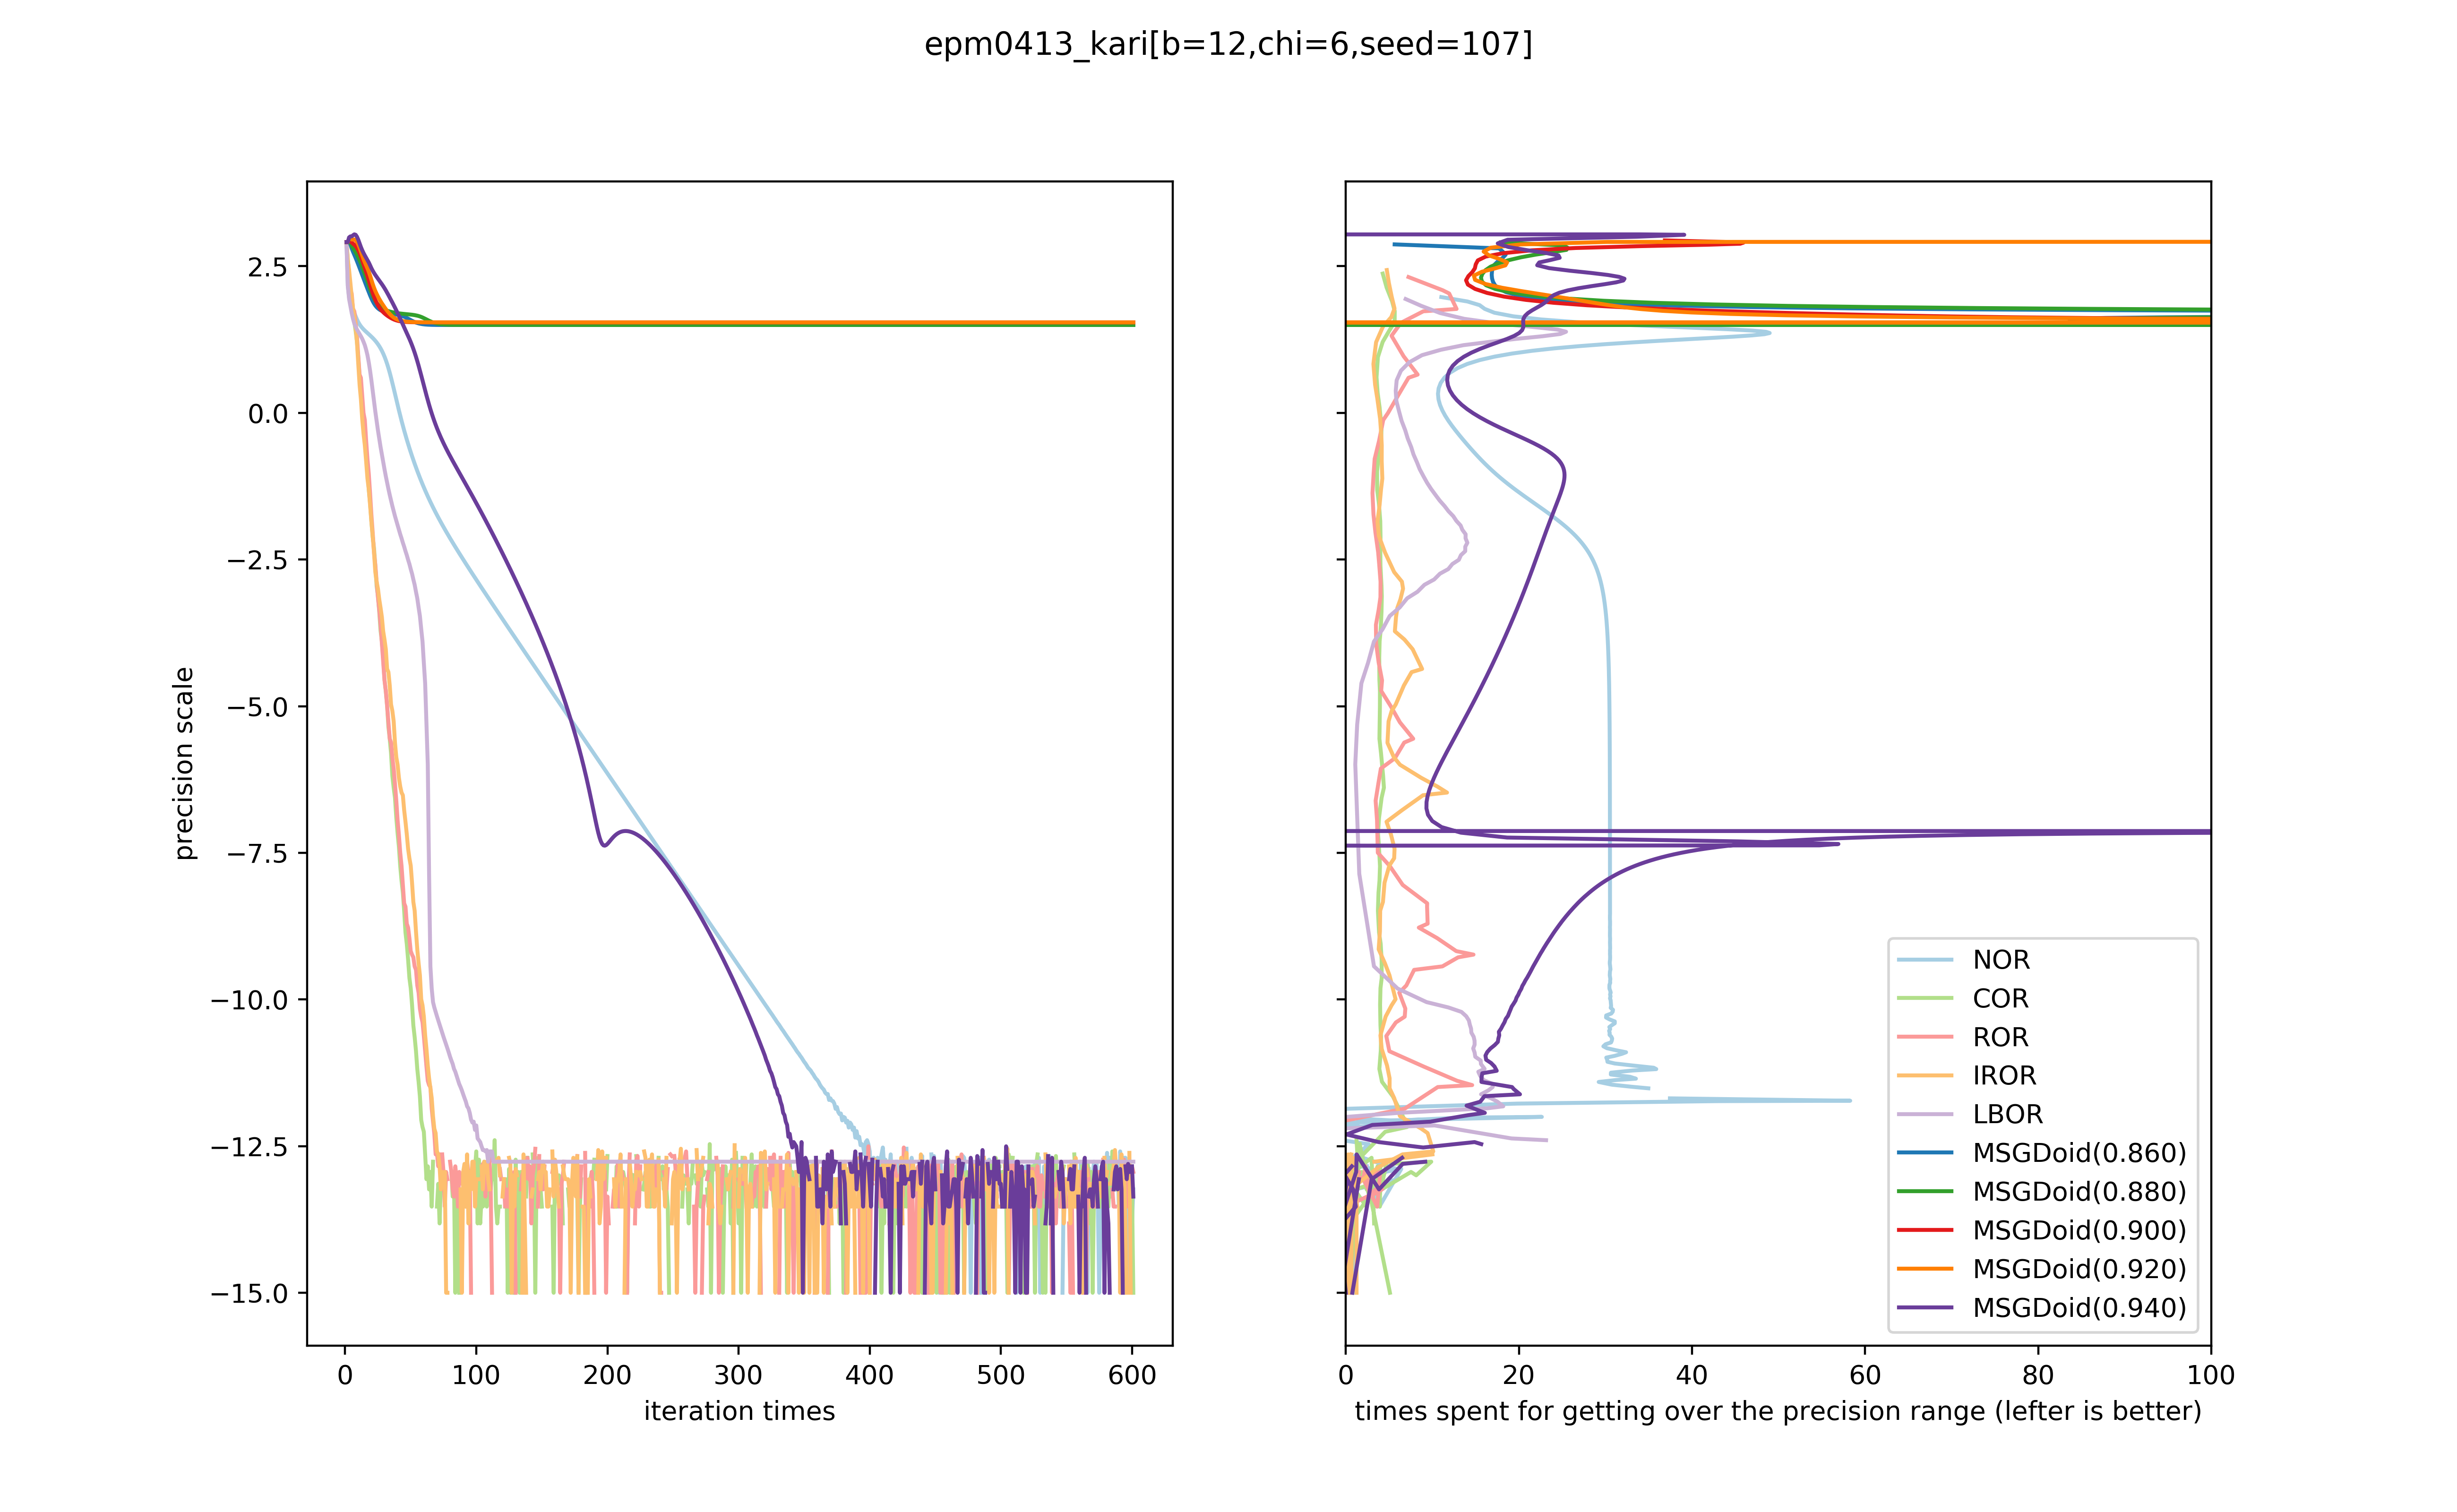 epm0413_kari[b=12,chi=6,seed=107]
precision scale
2.5
0.0
−2.5
−5.0
−7.5
−10.0
−12.5
−15.0
0 100 200 300 400 500 600
iteration times
0 20 40 60 80 100
times spent for getting over the precision range (lefter is better)
NOR
COR
ROR
IROR
LBOR
MSGDoid(0.860)
MSGDoid(0.880)
MSGDoid(0.900)
MSGDoid(0.920)
MSGDoid(0.940)